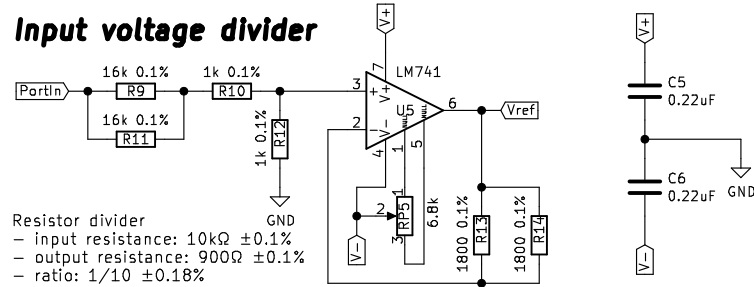 Input voltage divider
PortIn
16k 0.1%
R9
16k 0.1%
R11
1k 0.1%
R10
1k 0.1%
R12
GND
V+
7
LM741
3
+
V+
U5
6
Vref
2
-
V-
NULL
NULL
4
1
5
1
2
RP5
3
6.8k
V-
1800 0.1%
R13
1800 0.1%
R14
V+
C5
0.22uF
C6
0.22uF
GND
V-
Resistor divider
– input resistance: 10kΩ ±0.1%
– output resistance: 900Ω ±0.1%
– ratio: 1/10 ±0.18%